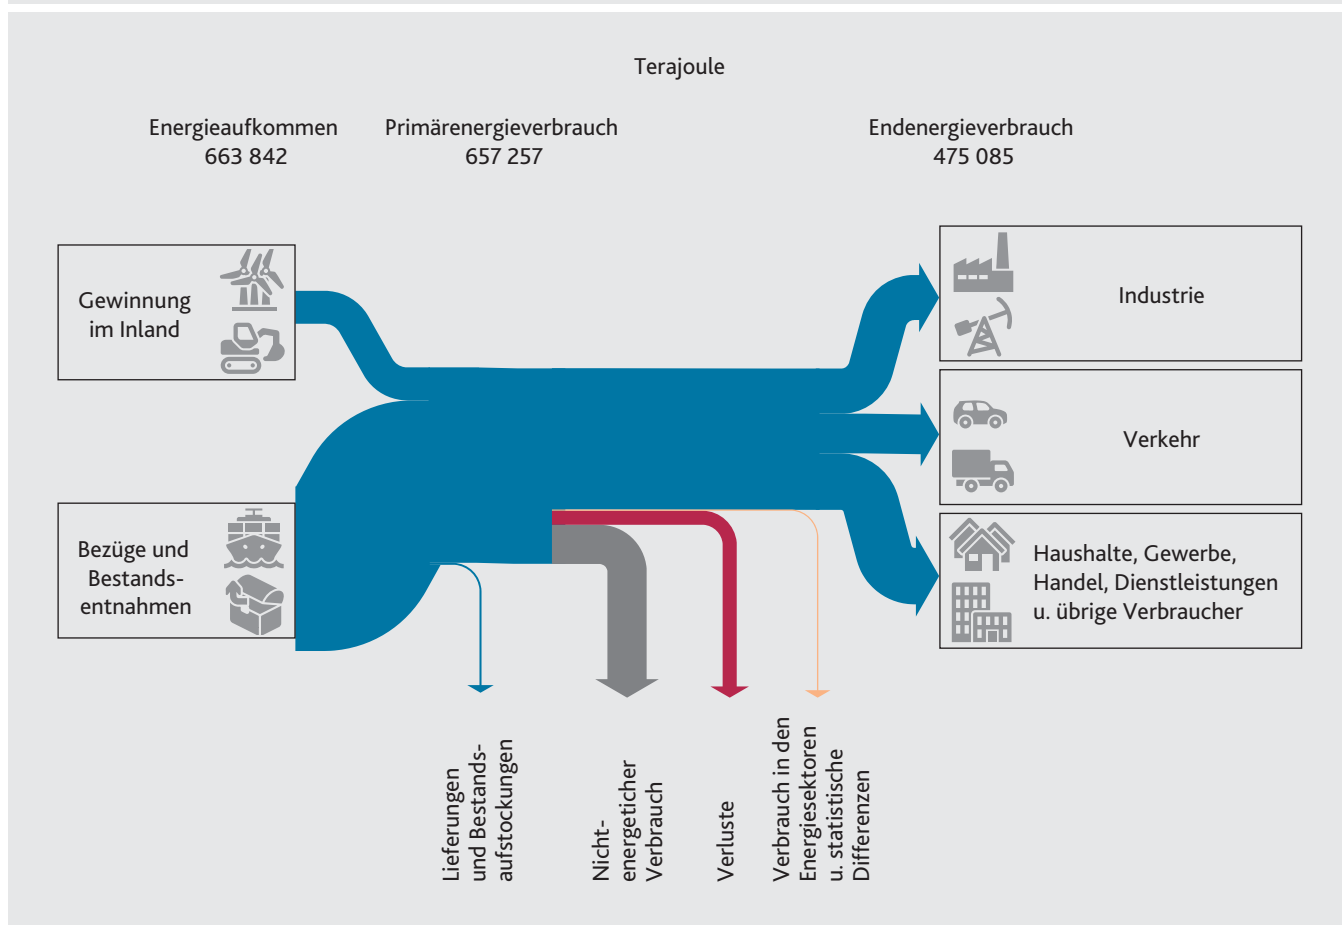 Terajoule
Energieaufkommen
663 842
Primärenergieverbrauch
657 257
Endenergieverbrauch
475 085
Gewinnung
im Inland
Bezüge und
Bestands-
entnahmen
Industrie
Verkehr
Haushalte, Gewerbe,
Handel, Dienstleistungen
u. übrige Verbraucher
Lieferungen
und Bestands-
aufstockungen
Nicht-
energeticher
Verbrauch
Verluste
Verbrauch in den
Energiesektoren
u. statistische
Differenzen